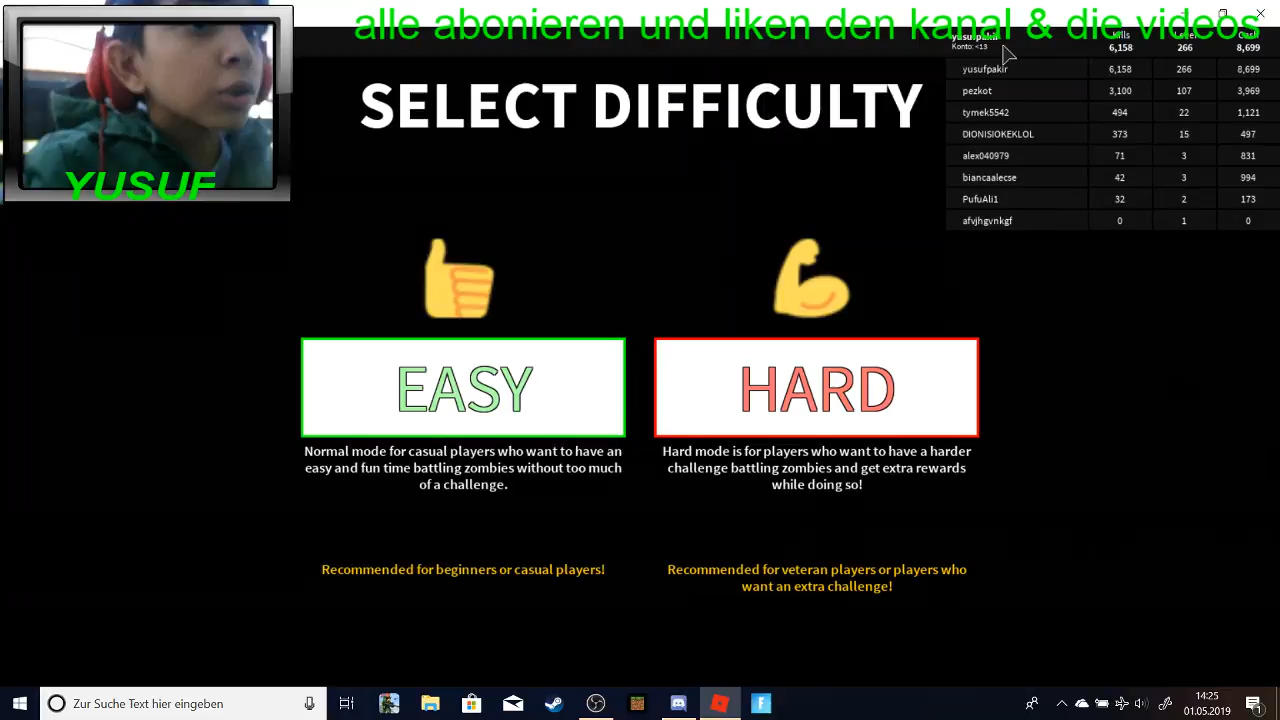 alle abonieren und liken den kanal & die videos
YUSUF
yusufpakir Kills Level Cash
Konto: <13 6,158 266 8,699
yusufpakir 6,158 266 8,699
pezkot 3,100 107 3,969
tymek5542 494 22 1,121
DIONISIOKEKLOL 373 15 497
alex040979 71 3 831
biancaalecse 42 3 994
PufuAli1 32 2 173
afvjhgvnkgf 0 1 0
SELECT DIFFICULTY
EASY
Normal mode for casual players who want to have an
easy and fun time battling zombies without too much
of a challenge.
Recommended for beginners or casual players!
HARD
Hard mode is for players who want to have a harder
challenge battling zombies and get extra rewards
while doing so!
Recommended for veteran players or players who
want an extra challenge!
Zur Suche Text hier eingeben
14:25
01.05.2019